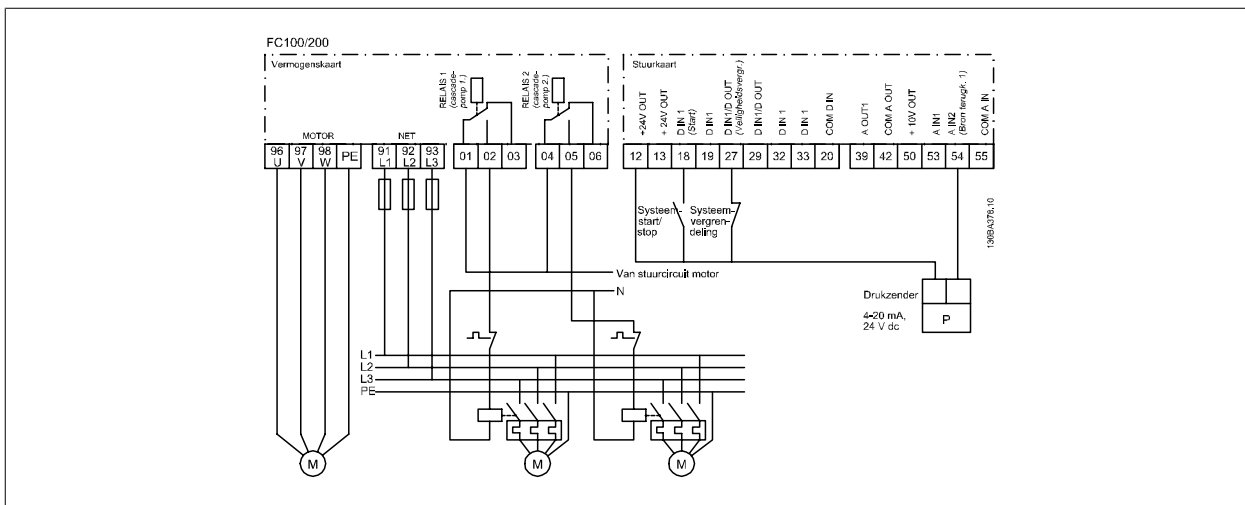 FC100/200
Vermogenskaart
RELAIS 1
(cascade-
pomp 1.)
RELAIS 2
(cascade-
pomp 2.)
MOTOR
NET
96 97 98 PE
U V W
91 92 93
L1 L2 L3
01 02 03
04 05 06
Stuurkaart
+24V OUT
+ 24V OUT
D IN 1
(Start)
D IN1
D IN1/D OUT
(Veiligheidsvergr.)
D IN1/D OUT
D IN 1
D IN 1
COM D IN
A OUT1
COM A OUT
+ 10V OUT
A IN1
A IN2
(Bron terugk. 1)
COM A IN
12 13 18 19 27 29 32 33 20
39 42 50 53 54 55
Systeem-
start/
stop
Systeem-
vergren-
deling
130BA376.10
Van stuurcircuit motor
N
Drukzender
4-20 mA,
24 V dc
P
L1
L2
L3
PE
M
M
M